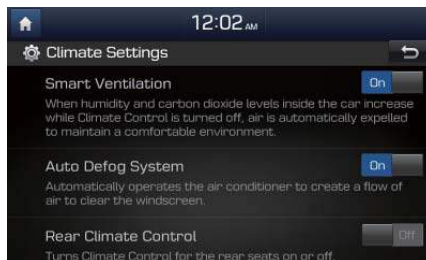 12:02 AM
Climate Settings
Smart Ventilation
On
When humidity and carbon dioxide levels inside the car increase
while Climate Control is turned off, air is automatically expelled
to maintain a comfortable environment.
Auto Defog System
On
Automatically operates the air conditioner to create a flow of
air to clear the windscreen.
Rear Climate Control
Off
Turns Climate Control for the rear seats on or off.